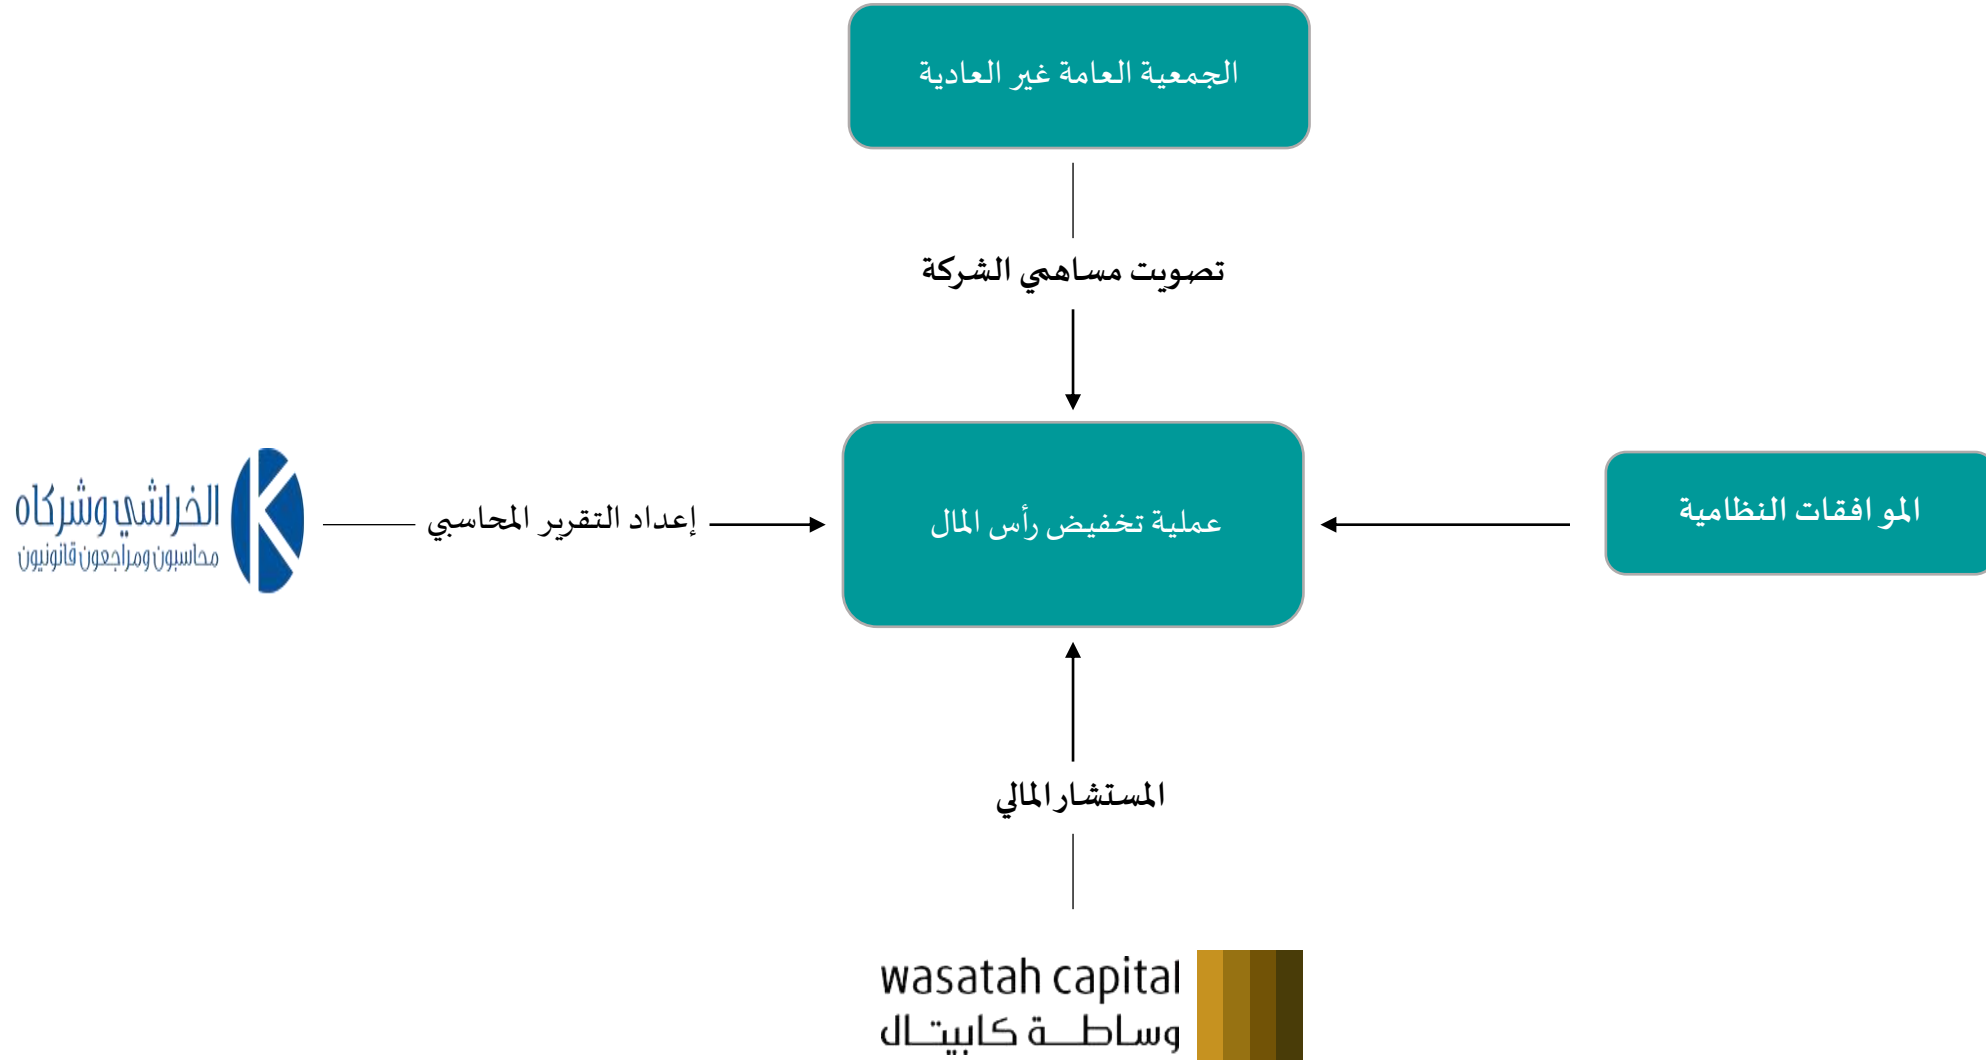 الجمعية العامة غير العادية
تصويت مساهمي الشركة
الموافقات النظامية
عملية تخفيض رأس المال
إعداد التقرير المحاسبي
الخراشي وشركاه
محاسبون ومراجعون قانونيون
المستشار المالي
wasatah capital
وساطة كابيتال